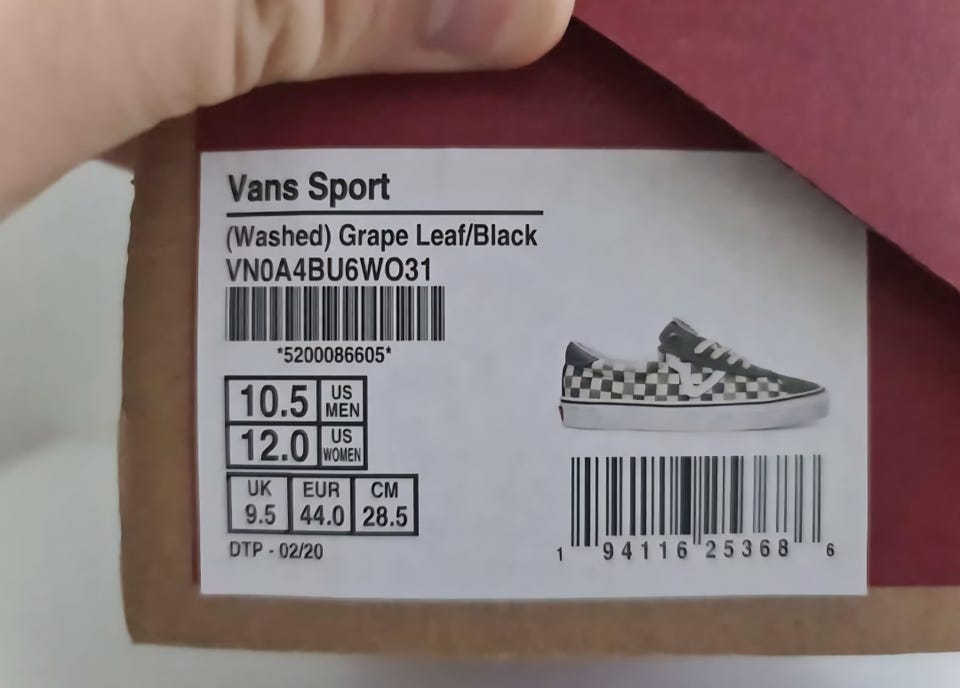 Vans Sport
(Washed) Grape Leaf/Black
VN0A4BU6WO31
*5200086605*
10.5 US MEN
12.0 US WOMEN
UK EUR CM
9.5 44.0 28.5
DTP - 02/20
1 94116 25368 6